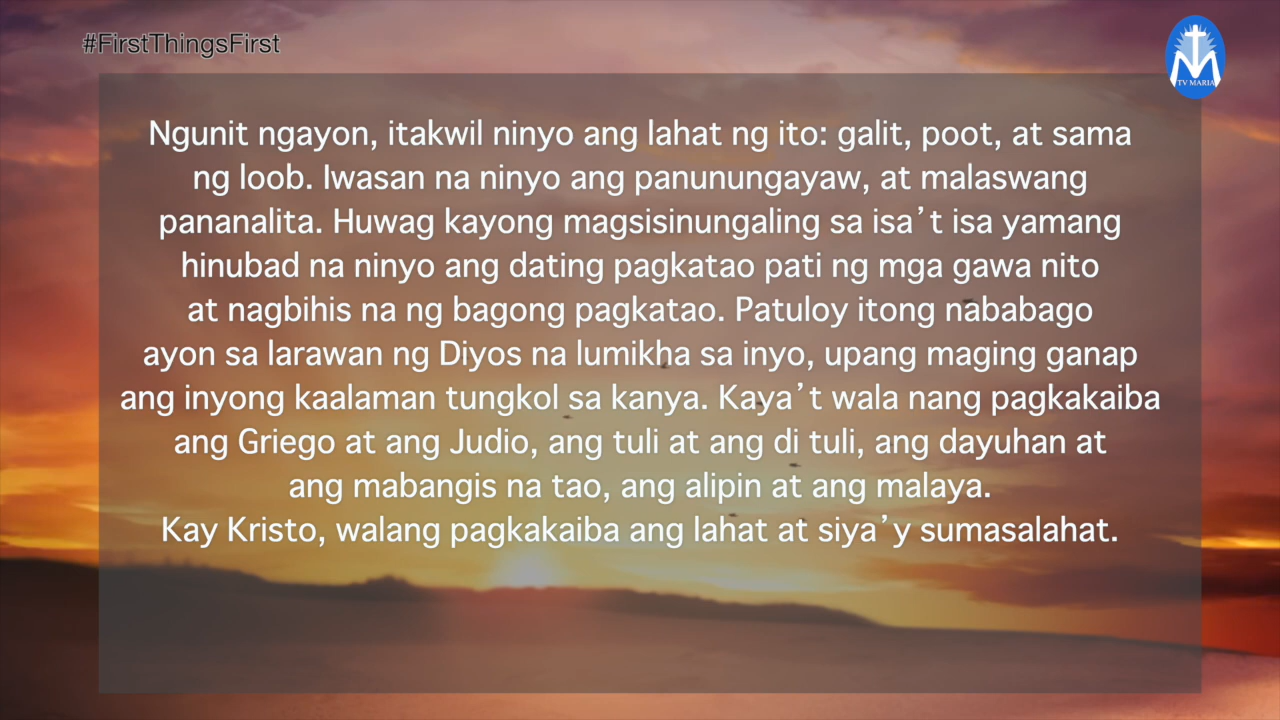 #FirstThingsFirst
TV MARIA
Ngunit ngayon, itakwil ninyo ang lahat ng ito: galit, poot, at sama
ng loob. Iwasan na ninyo ang panunungayaw, at malaswang
pananalita. Huwag kayong magsisinungaling sa isa’t isa yamang
hinubad na ninyo ang dating pagkatao pati ng mga gawa nito
at nagbihis na ng bagong pagkatao. Patuloy itong nababago
ayon sa larawan ng Diyos na lumikha sa inyo, upang maging ganap
ang inyong kaalaman tungkol sa kanya. Kaya’t wala nang pagkakaiba
ang Griego at ang Judio, ang tuli at ang di tuli, ang dayuhan at
ang mabangis na tao, ang alipin at ang malaya.
Kay Kristo, walang pagkakaiba ang lahat at siya’y sumasalahat.